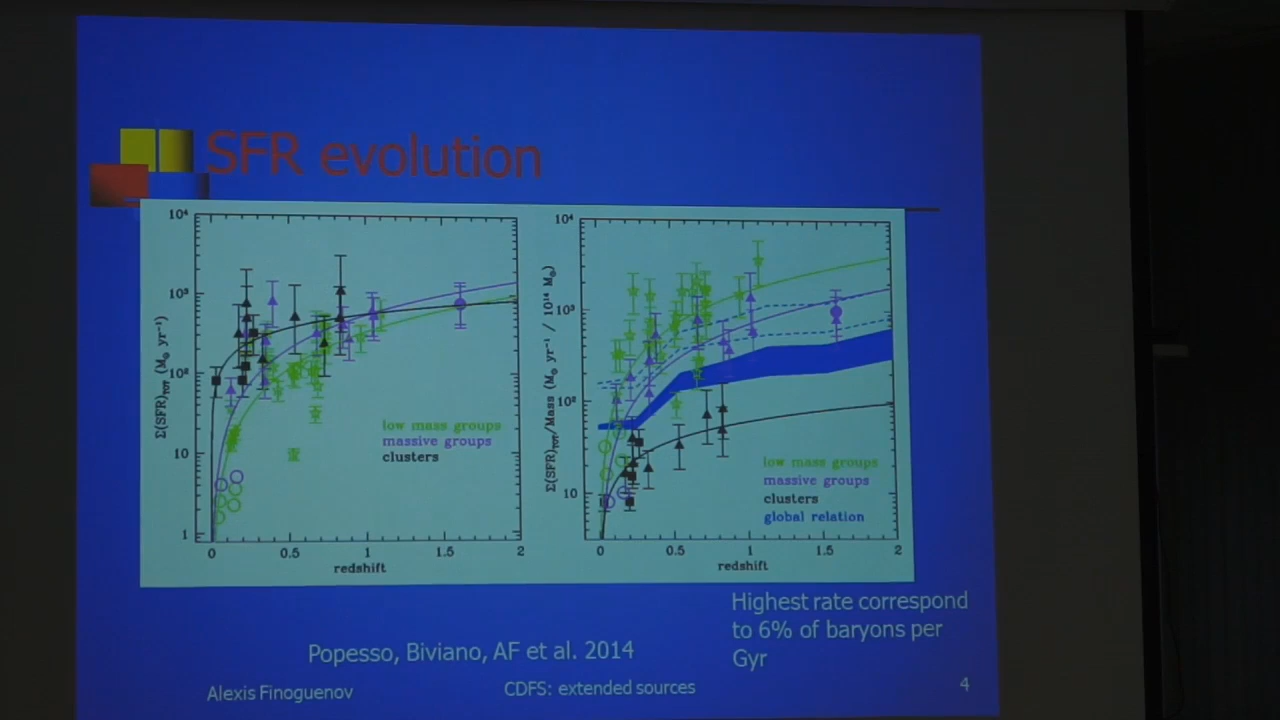 SFR evolution
10⁴
10³
10²
10
1
Σ(SFR)TOT (M⊙ yr⁻¹)
low mass groups
massive groups
clusters
0
0.5
1
1.5
2
redshift
10⁴
10³
10²
10
Σ(SFR)TOT/Mass (M⊙ yr⁻¹ / 10¹⁴ M⊙)
low mass groups
massive groups
clusters
global relation
0
0.5
1
1.5
2
redshift
Highest rate correspond
to 6% of baryons per
Gyr
Popesso, Biviano, AF et al. 2014
Alexis Finoguenov
CDFS: extended sources
4